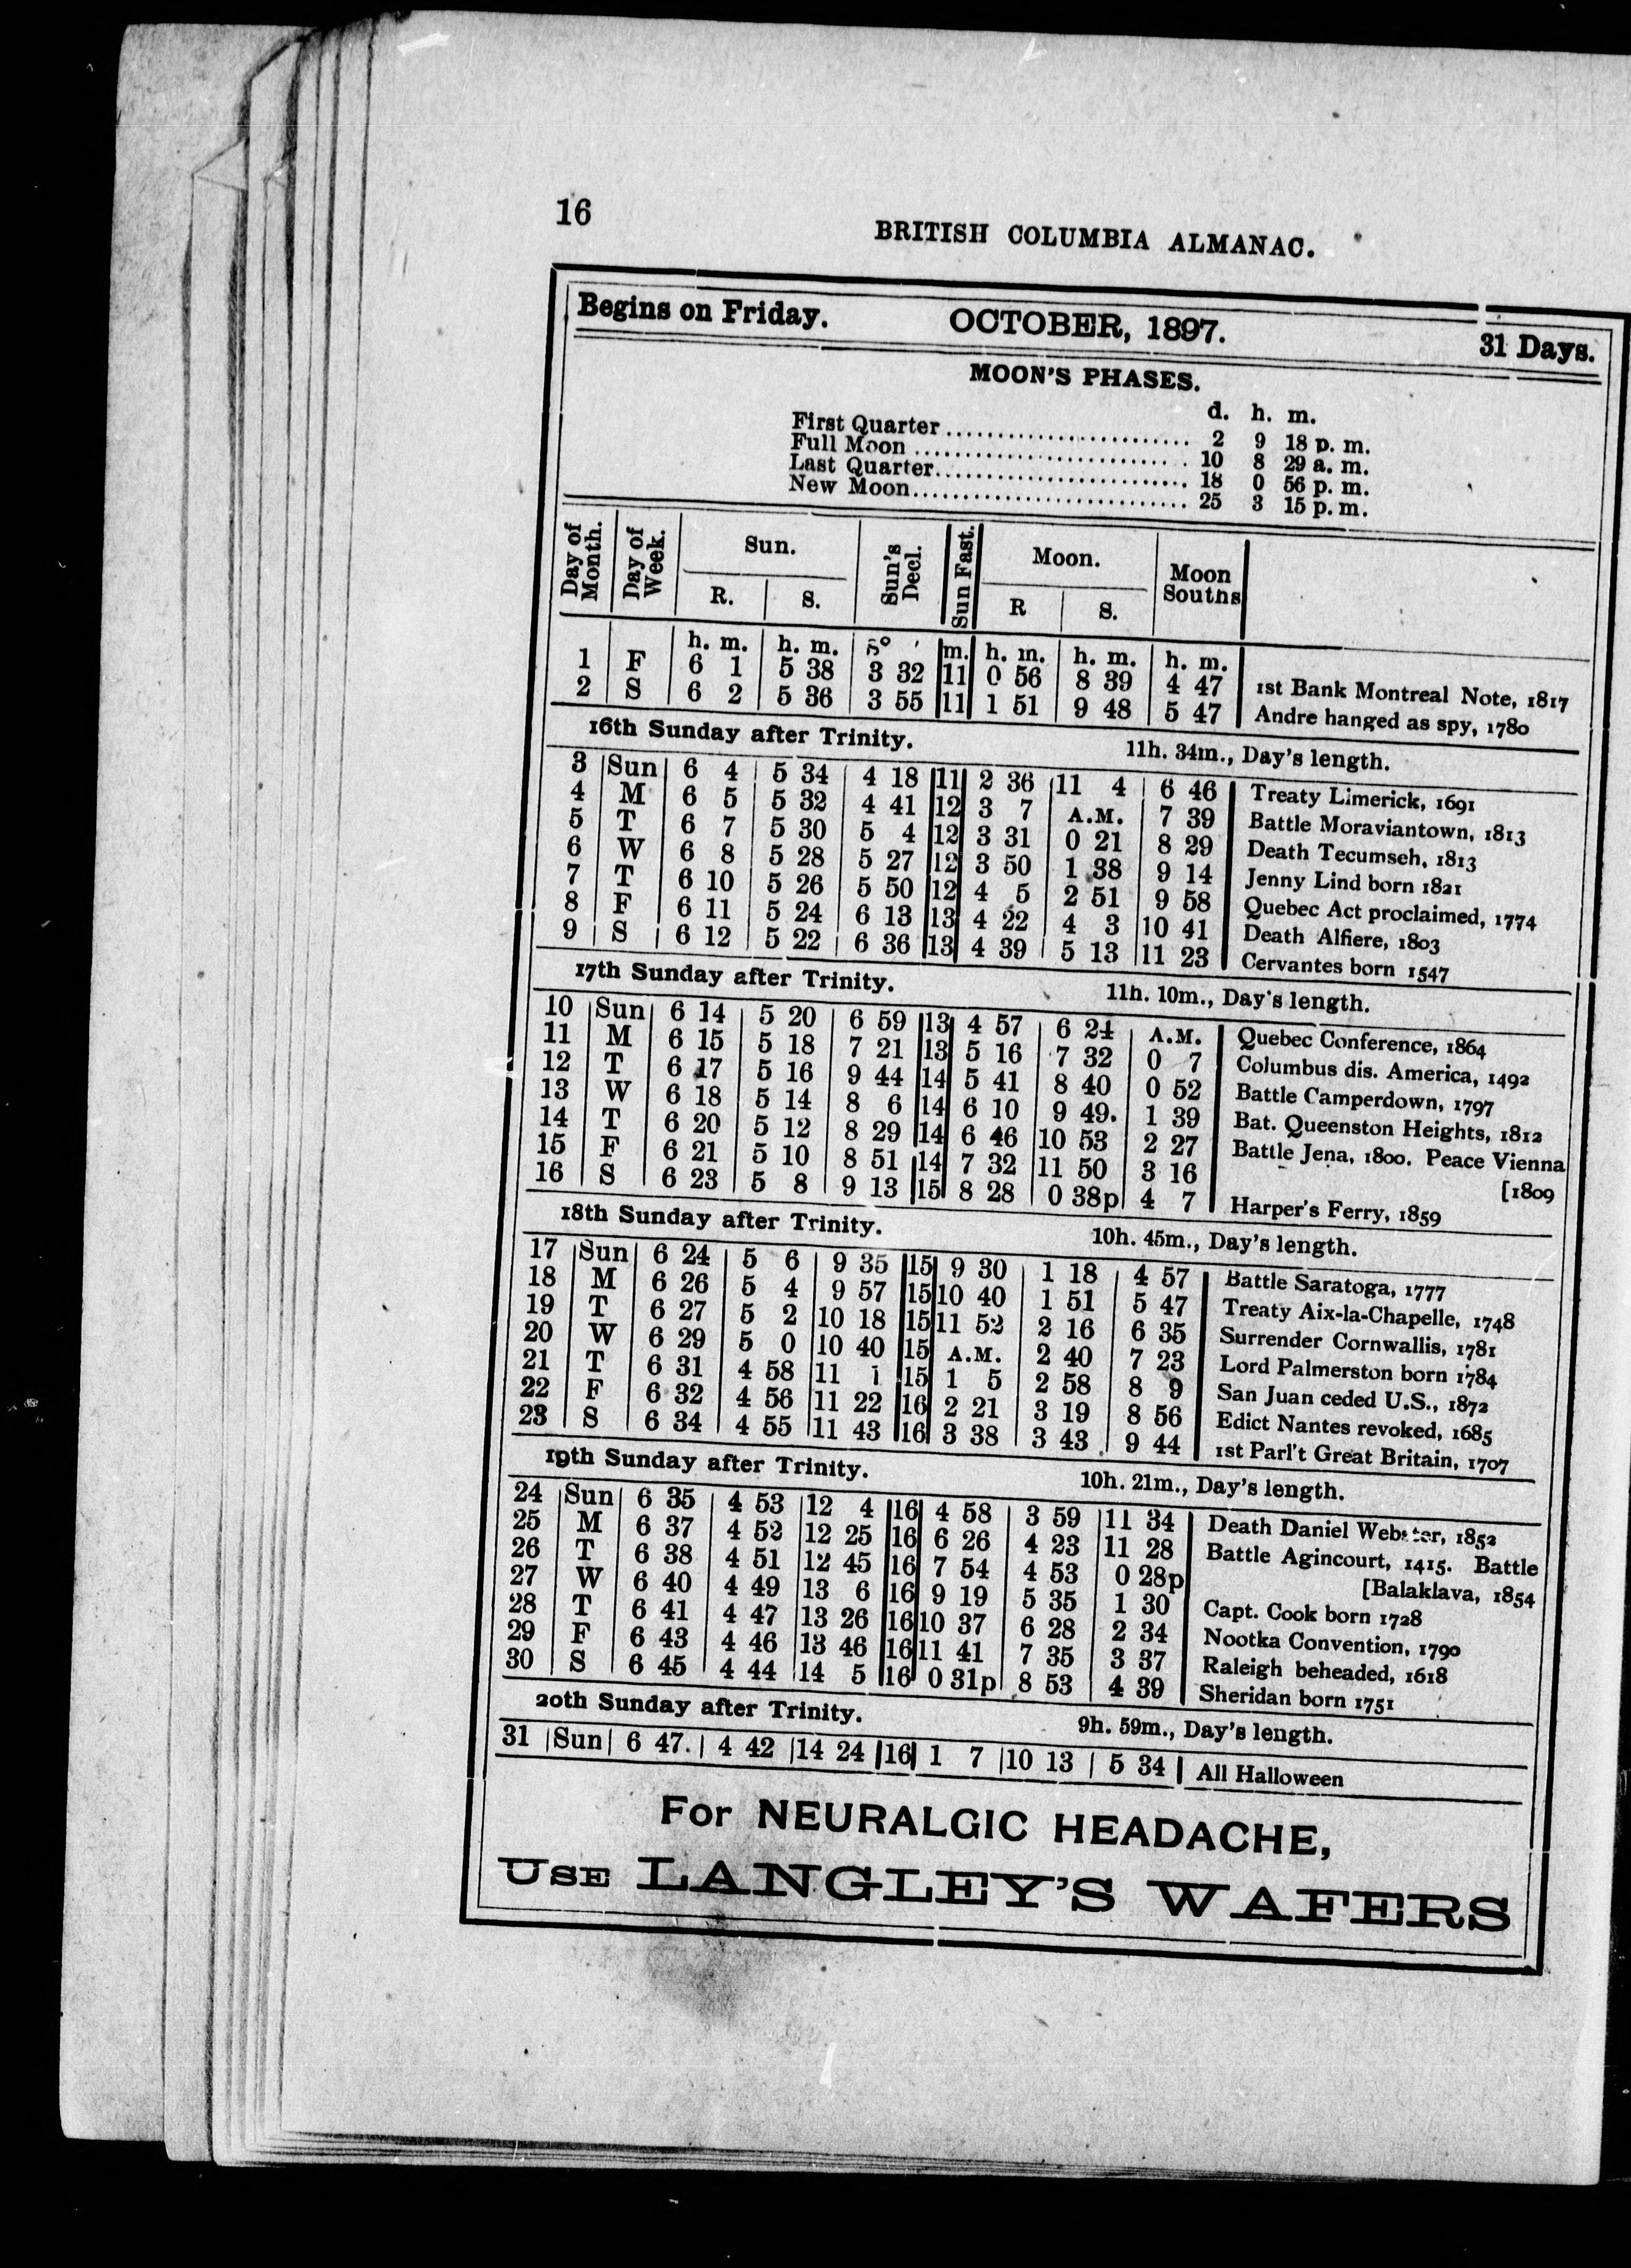 16
BRITISH COLUMBIA ALMANAC.
Begins on Friday. OCTOBER, 1897. 31 Days.
MOON'S PHASES.
d. h. m.
First Quarter ........................ 2 9 18 p. m.
Full Moon ........................... 10 8 29 a. m.
Last Quarter......................... 18 0 56 p. m.
New Moon........................... 25 3 15 p. m.
Day of Month. Day of Week. Sun. Sun's Decl. Sun Fast. Moon. Moon Souths
R. S. R S.
h. m. h. m. S° ' m. h. m. h. m. h. m.
1 F 6 1 5 38 3 32 11 0 56 8 39 4 47 1st Bank Montreal Note, 1817
2 S 6 2 5 36 3 55 11 1 51 9 48 5 47 Andre hanged as spy, 1780
16th Sunday after Trinity. 11h. 34m., Day's length.
3 Sun 6 4 5 34 4 18 11 2 36 11 4 6 46 Treaty Limerick, 1691
4 M 6 5 5 32 4 41 12 3 7 A.M. 7 39 Battle Moraviantown, 1813
5 T 6 7 5 30 5 4 12 3 31 0 21 8 29 Death Tecumseh, 1813
6 W 6 8 5 28 5 27 12 3 50 1 38 9 14 Jenny Lind born 1821
7 T 6 10 5 26 5 50 12 4 5 2 51 9 58 Quebec Act proclaimed, 1774
8 F 6 11 5 24 6 13 13 4 22 4 3 10 41 Death Alfiere, 1803
9 S 6 12 5 22 6 36 13 4 39 5 13 11 23 Cervantes born 1547
17th Sunday after Trinity. 11h. 10m., Day's length.
10 Sun 6 14 5 20 6 59 13 4 57 6 24 A.M. Quebec Conference, 1864
11 M 6 15 5 18 7 21 13 5 16 7 32 0 7 Columbus dis. America, 1492
12 T 6 17 5 16 9 44 14 5 41 8 40 0 52 Battle Camperdown, 1797
13 W 6 18 5 14 8 6 14 6 10 9 49. 1 39 Bat. Queenston Heights, 1812
14 T 6 20 5 12 8 29 14 6 46 10 53 2 27 Battle Jena, 1800. Peace Vienna
15 F 6 21 5 10 8 51 14 7 32 11 50 3 16 [1809
16 S 6 23 5 8 9 13 15 8 28 0 38p 4 7 Harper's Ferry, 1859
18th Sunday after Trinity. 10h. 45m., Day's length.
17 Sun 6 24 5 6 9 35 15 9 30 1 18 4 57 Battle Saratoga, 1777
18 M 6 26 5 4 9 57 15 10 40 1 51 5 47 Treaty Aix-la-Chapelle, 1748
19 T 6 27 5 2 10 18 15 11 52 2 16 6 35 Surrender Cornwallis, 1781
20 W 6 29 5 0 10 40 15 A.M. 2 40 7 23 Lord Palmerston born 1784
21 T 6 31 4 58 11 1 15 1 5 2 58 8 9 San Juan ceded U.S., 1872
22 F 6 32 4 56 11 22 16 2 21 3 19 8 56 Edict Nantes revoked, 1685
23 S 6 34 4 55 11 43 16 3 38 3 43 9 44 1st Parl't Great Britain, 1707
19th Sunday after Trinity. 10h. 21m., Day's length.
24 Sun 6 35 4 53 12 4 16 4 58 3 59 11 34 Death Daniel Webster, 1852
25 M 6 37 4 52 12 25 16 6 26 4 23 11 28 Battle Agincourt, 1415. Battle
26 T 6 38 4 51 12 45 16 7 54 4 53 0 28p [Balaklava, 1854
27 W 6 40 4 49 13 6 16 9 19 5 35 1 30 Capt. Cook born 1728
28 T 6 41 4 47 13 26 16 10 37 6 28 2 34 Nootka Convention, 1790
29 F 6 43 4 46 13 46 16 11 41 7 35 3 37 Raleigh beheaded, 1618
30 S 6 45 4 44 14 5 16 0 31p 8 53 4 39 Sheridan born 1751
20th Sunday after Trinity. 9h. 59m., Day's length.
31 Sun 6 47. 4 42 14 24 16 1 7 10 13 5 34 All Halloween
For NEURALGIC HEADACHE,
USE LANGLEY'S WAFERS